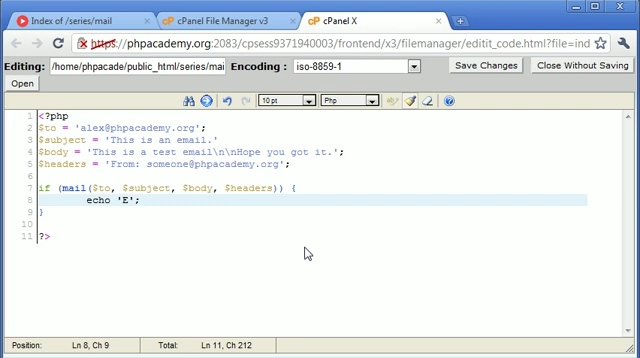 Index of /series/mail
cPanel File Manager v3
cPanel X
https://phpacademy.org:2083/cpsess9371940003/frontend/x3/filemanager/editit_code.html?file=ind
Editing: /home/phpacade/public_html/series/mai Encoding : iso-8859-1 Save Changes Close Without Saving
Open
10 pt Php
1 <?php
2 $to = 'alex@phpacademy.org';
3 $subject = 'This is an email.'
4 $body = 'This is a test email\n\nHope you got it.';
5 $headers = 'From: someone@phpacademy.org';
6
7 if (mail($to, $subject, $body, $headers)) {
8 echo 'E';
9 }
10
11 ?>
Position: Ln 8, Ch 9 Total: Ln 11, Ch 212